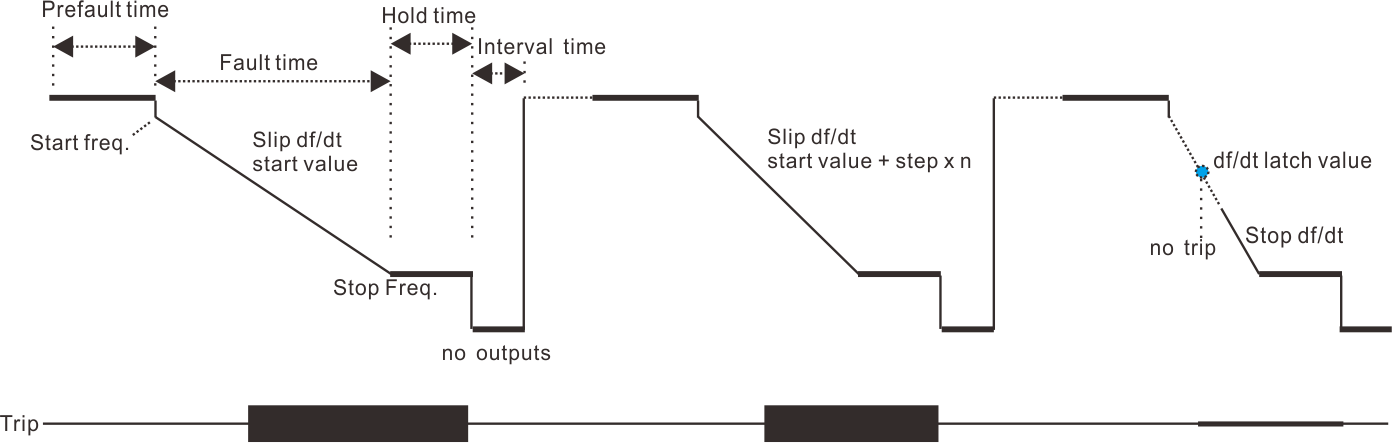 Prefault time
Hold time
Interval time
Fault time
Start freq.
Slip df/dt
start value
Slip df/dt
start value + step x n
df/dt latch value
no trip
Stop df/dt
Stop Freq.
no outputs
Trip